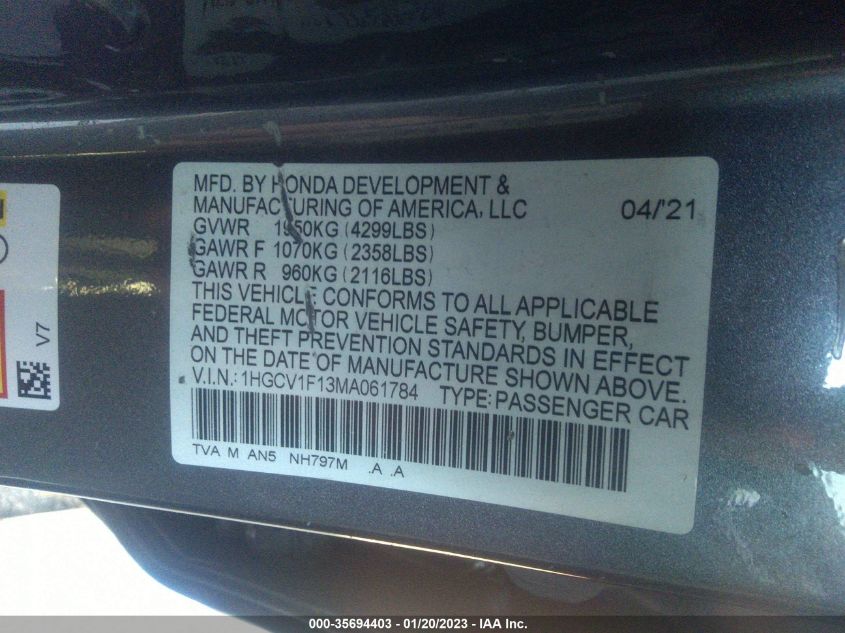 MFD. BY HONDA DEVELOPMENT &
MANUFACTURING OF AMERICA, LLC 04/'21
GVWR 1950KG (4299LBS)
GAWR F 1070KG (2358LBS)
GAWR R 960KG (2116LBS)
THIS VEHICLE CONFORMS TO ALL APPLICABLE
FEDERAL MOTOR VEHICLE SAFETY, BUMPER,
AND THEFT PREVENTION STANDARDS IN EFFECT
ON THE DATE OF MANUFACTURE SHOWN ABOVE.
V.I.N.: 1HGCV1F13MA061784 TYPE: PASSENGER CAR
TVA M AN5 NH797M .A .A
V7
000-35694403 - 01/20/2023 - IAA Inc.